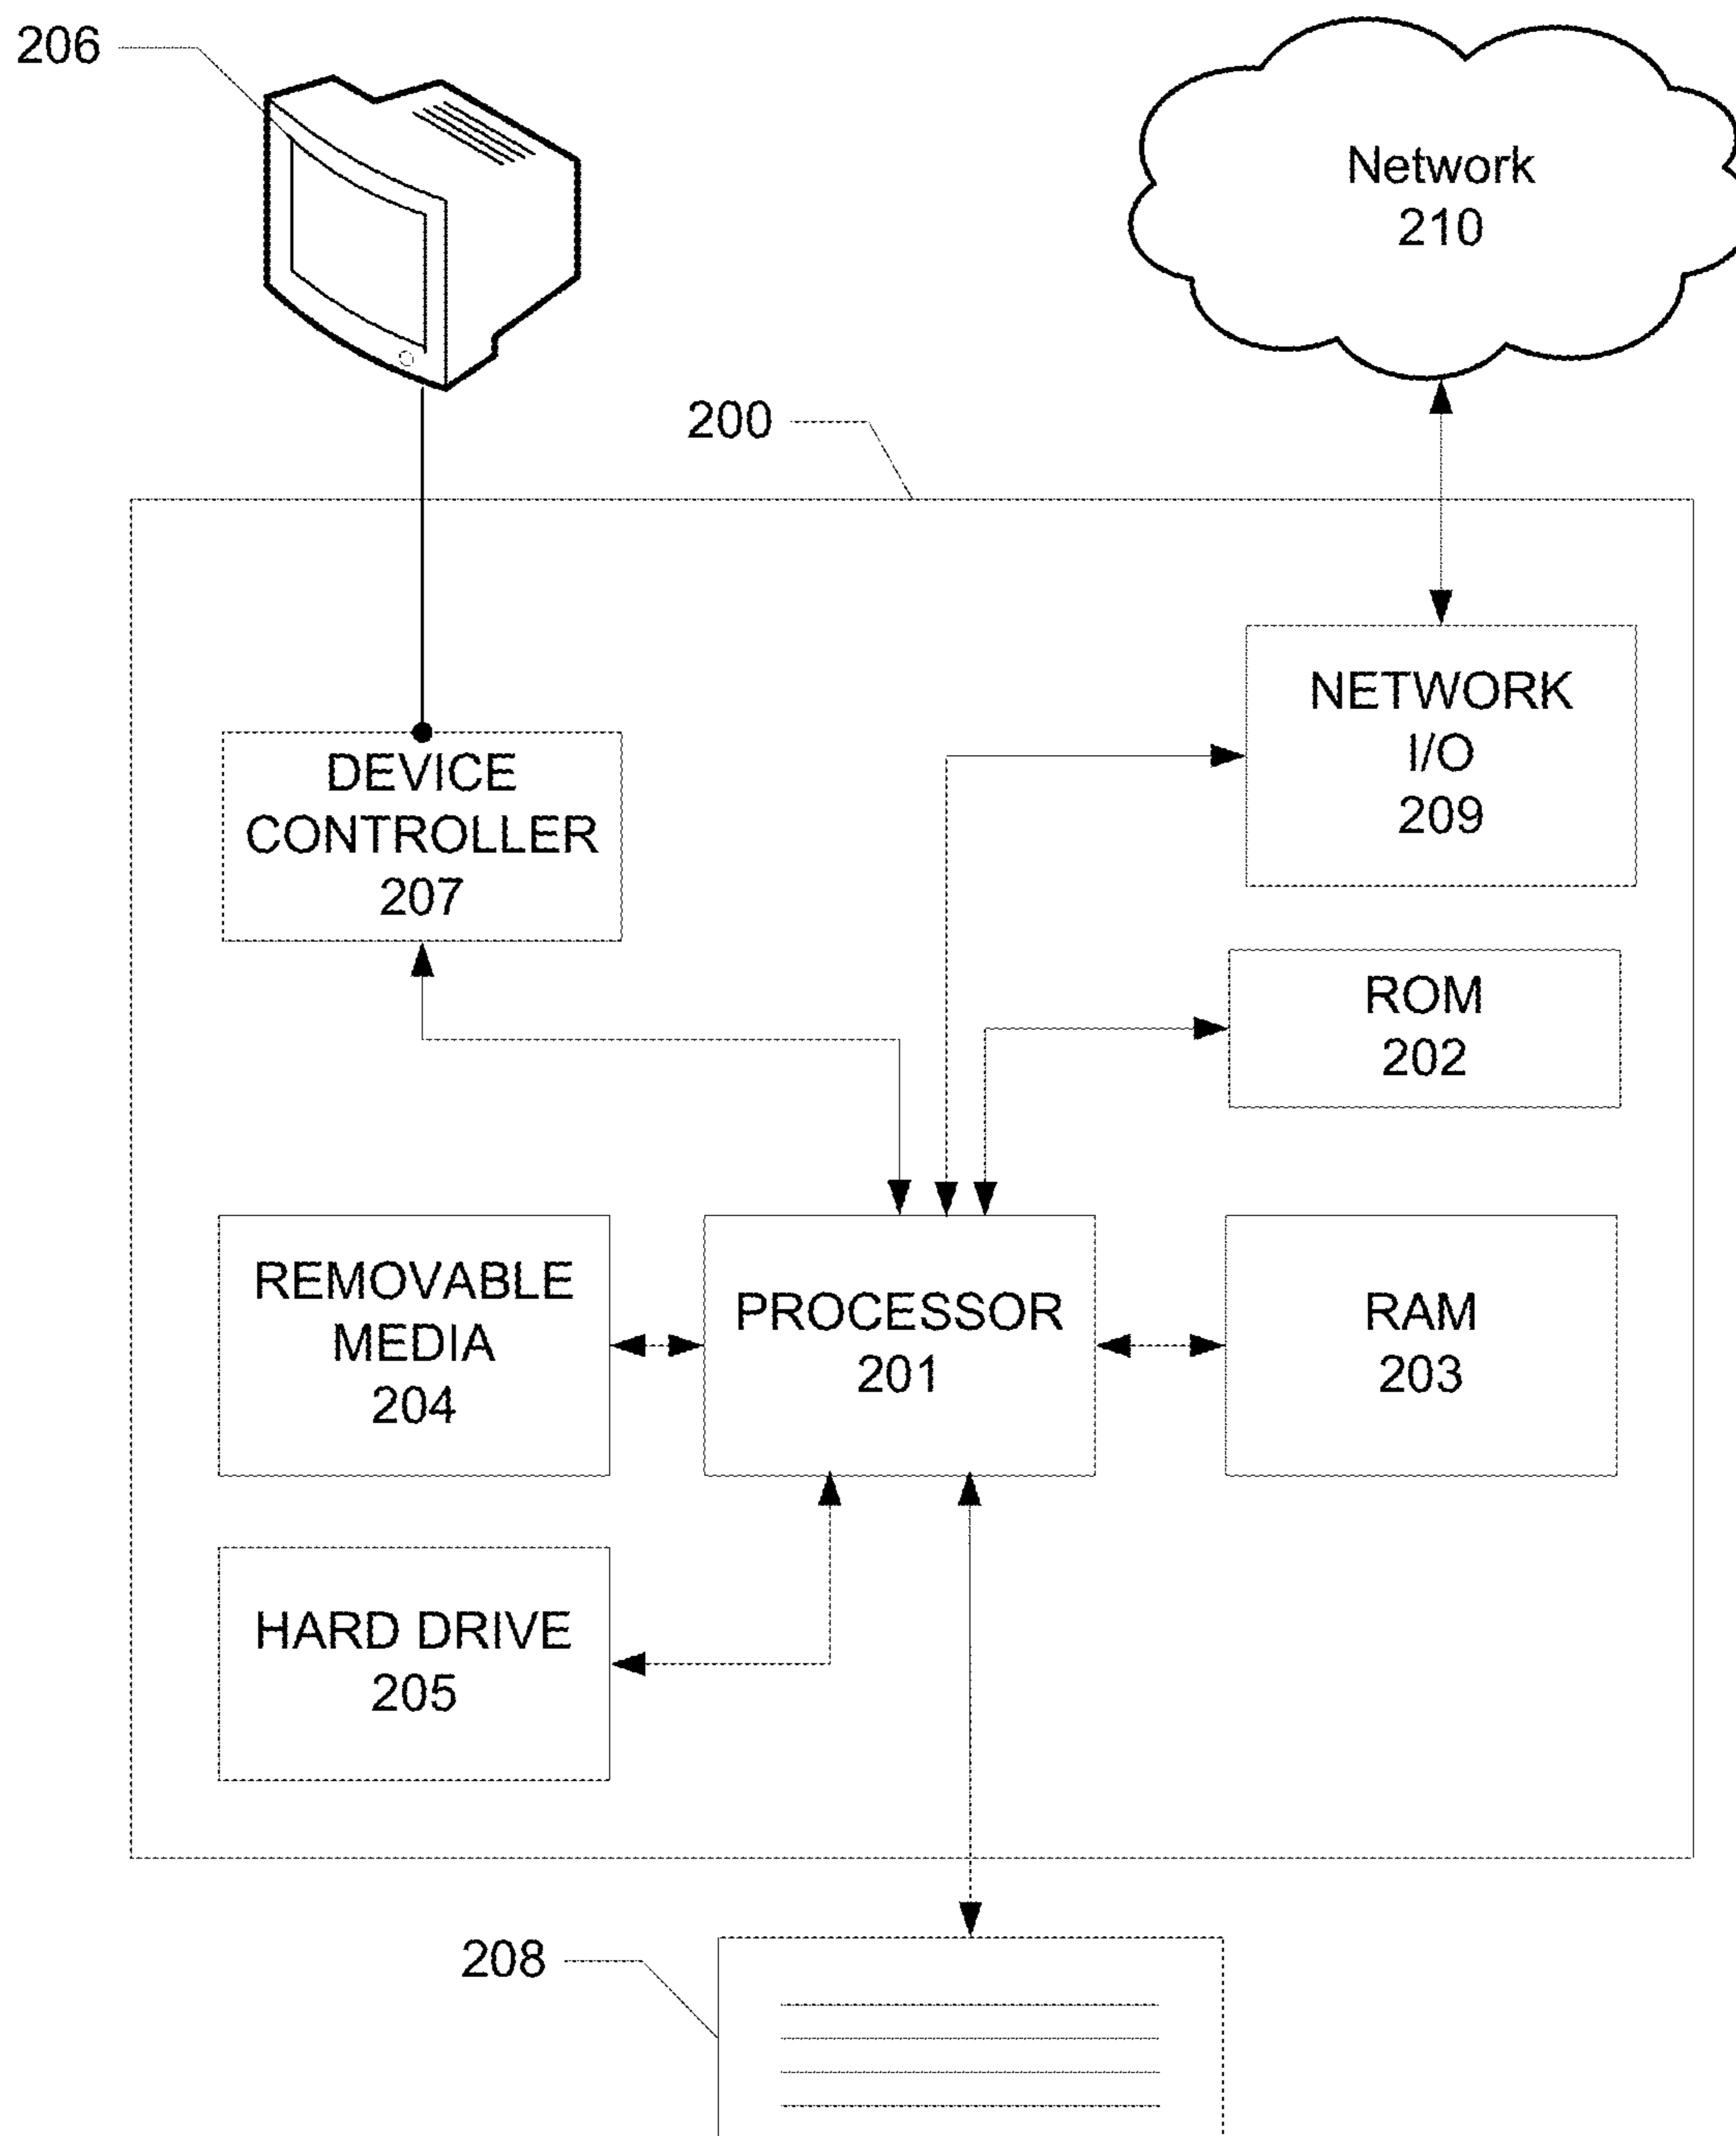 206
Network
210
200
NETWORK
I/O
209
DEVICE
CONTROLLER
207
ROM
202
REMOVABLE
MEDIA
204
PROCESSOR
201
RAM
203
HARD DRIVE
205
208